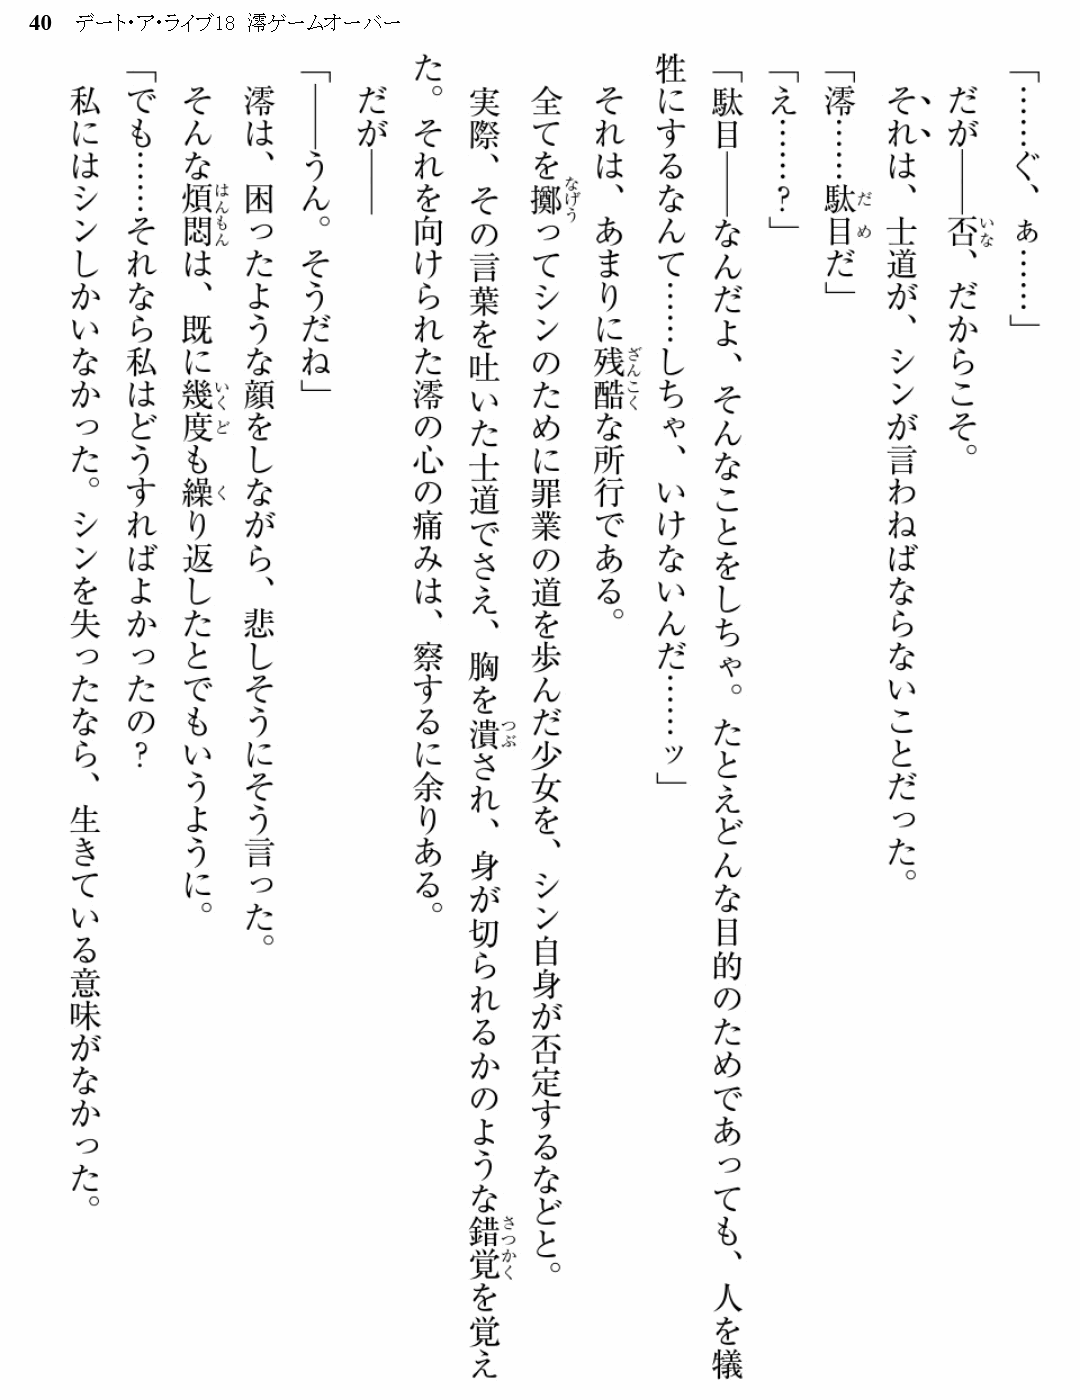 40 デート・ア・ライブ18 澪ゲームオーバー
「……ぐ、ぁ……」
だが――否、だからこそ。
それは、士道が、シンが言わねばならないことだった。
「澪……駄目だ」
「え……？」
「駄目――なんだよ、そんなことをしちゃ。たとえどんな目的のためであっても、人を犠
牲にするなんて……しちゃ、いけないんだ……ッ」
それは、あまりに残酷な所行である。
全てを擲ってシンのために罪業の道を歩んだ少女を、シン自身が否定するなどと。
実際、その言葉を吐いた士道でさえ、胸を潰され、身が切られるかのような錯覚を覚え
た。それを向けられた澪の心の痛みは、察するに余りある。
だが――
「――うん。そうだね」
澪は、困ったような顔をしながら、悲しそうにそう言った。
そんな煩悶は、既に幾度も繰り返したとでもいうように。
「でも……それなら私はどうすればよかったの？
私にはシンしかいなかった。シンを失ったなら、生きている意味がなかった。